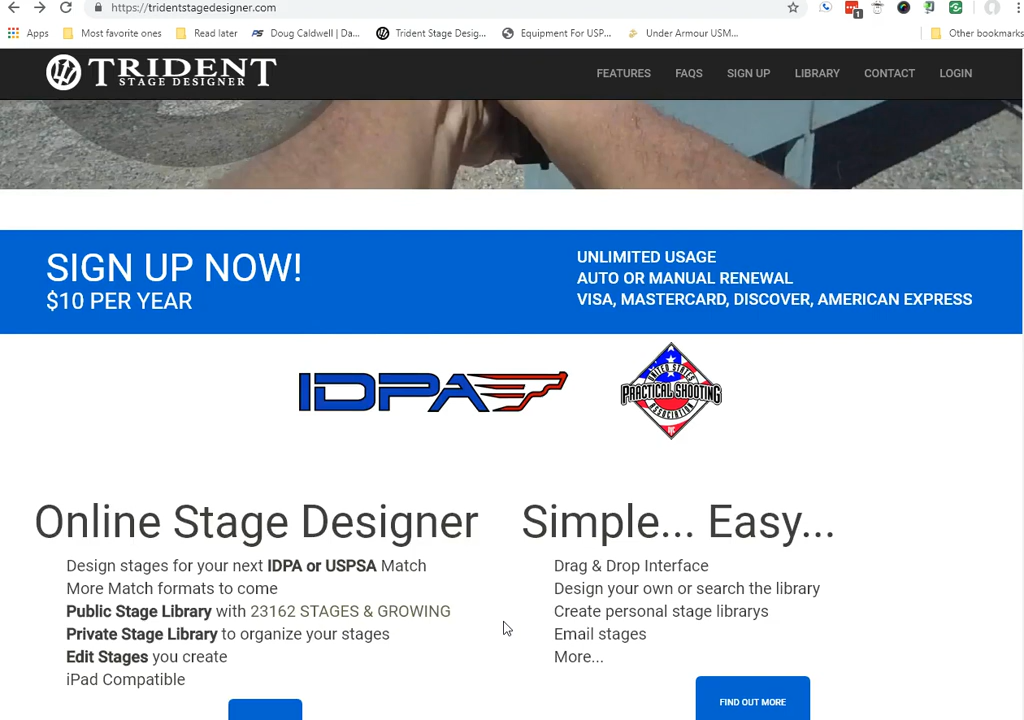 https://tridentstagedesigner.com
1
Apps
Most favorite ones
Read later
Doug Caldwell | Da...
Trident Stage Desig...
Equipment For USP...
Under Armour USM...
Other bookmarks
TRIDENT
STAGE DESIGNER
FEATURES
FAQS
SIGN UP
LIBRARY
CONTACT
LOGIN
SIGN UP NOW!
$10 PER YEAR
UNLIMITED USAGE
AUTO OR MANUAL RENEWAL
VISA, MASTERCARD, DISCOVER, AMERICAN EXPRESS
IDPA
UNITED STATES
PRACTICAL SHOOTING
ASSOCIATION
Online Stage Designer
Design stages for your next IDPA or USPSA Match
More Match formats to come
Public Stage Library with 23162 STAGES & GROWING
Private Stage Library to organize your stages
Edit Stages you create
iPad Compatible
Simple... Easy...
Drag & Drop Interface
Design your own or search the library
Create personal stage librarys
Email stages
More...
FIND OUT MORE